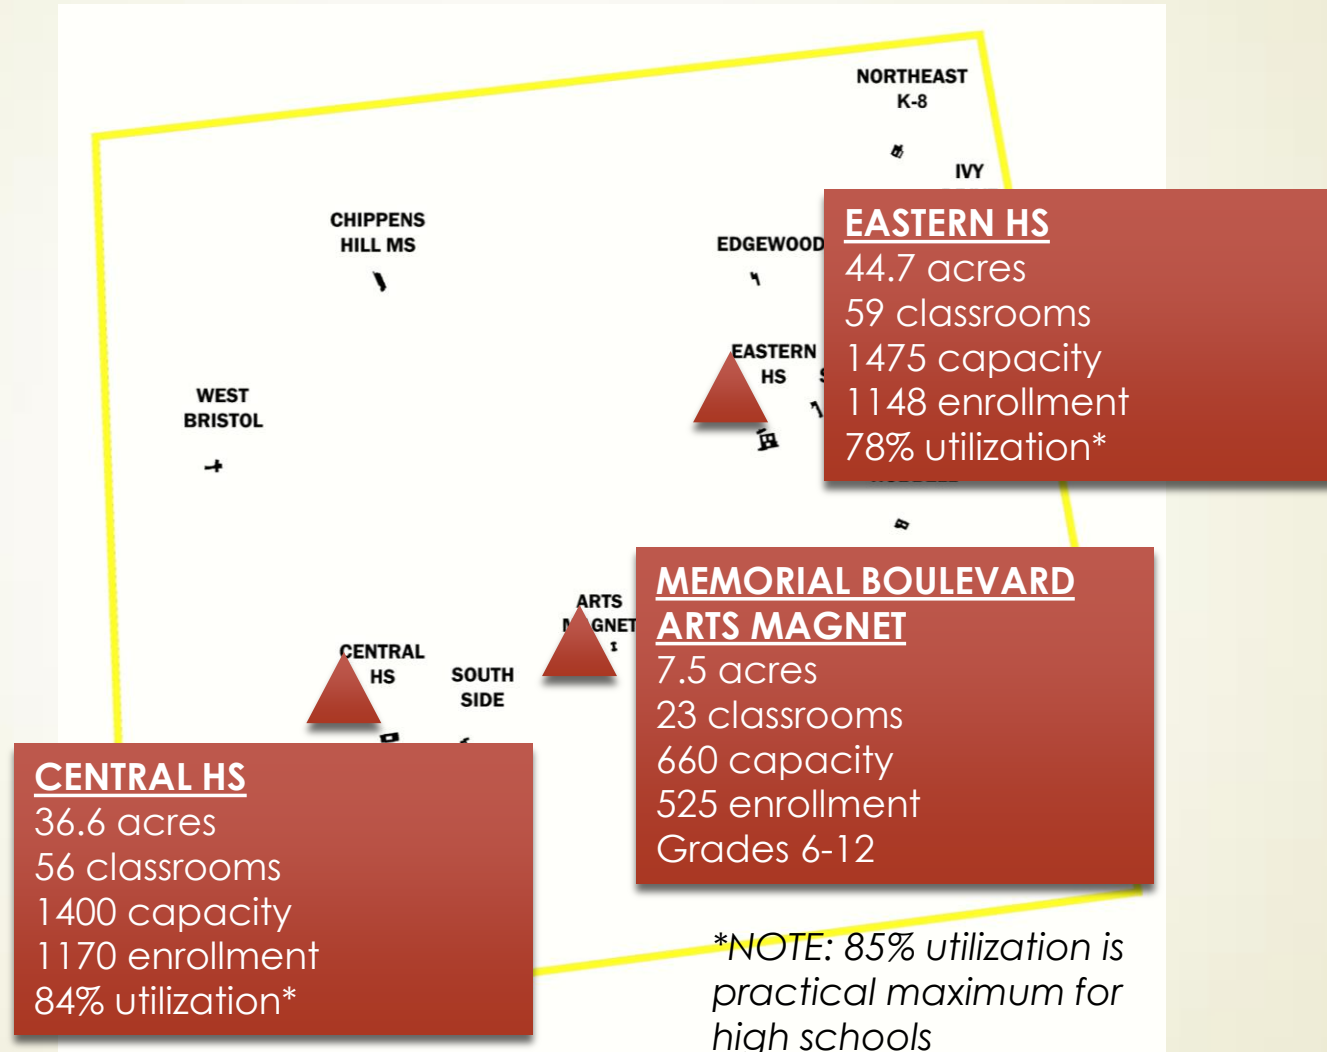 NORTHEAST
K-8
IVY
CHIPPENS
HILL MS
EDGEWOOD
EASTERN HS
44.7 acres
59 classrooms
1475 capacity
1148 enrollment
78% utilization*
EASTERN
HS
WEST
BRISTOL
ARTS
MAGNET
MEMORIAL BOULEVARD
ARTS MAGNET
7.5 acres
23 classrooms
660 capacity
525 enrollment
Grades 6-12
CENTRAL
HS
SOUTH
SIDE
CENTRAL HS
36.6 acres
56 classrooms
1400 capacity
1170 enrollment
84% utilization*
*NOTE: 85% utilization is
practical maximum for
high schools